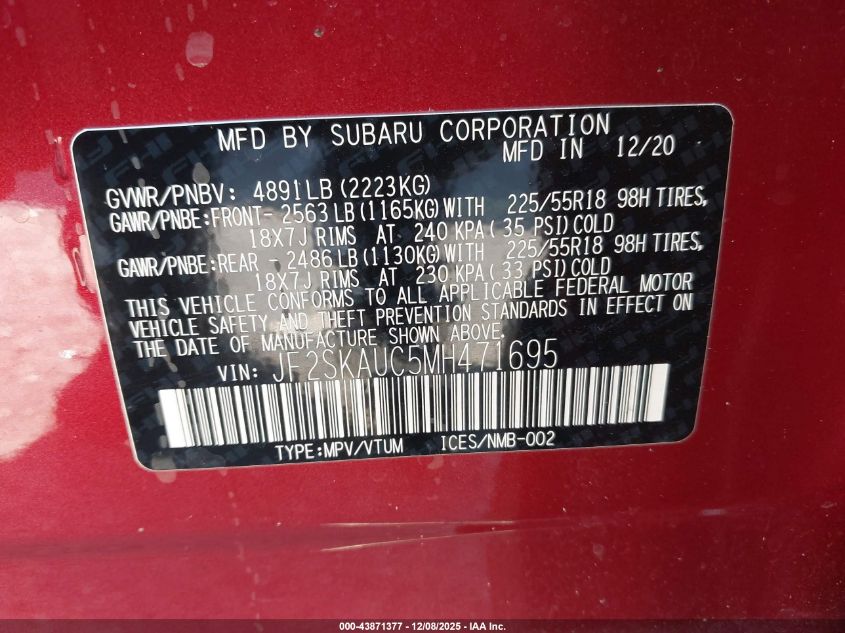 MFD BY SUBARU CORPORATION
MFD IN 12/20
GVWR/PNBV: 4891LB (2223KG)
GAWR/PNBE:FRONT- 2563 LB (1165KG) WITH 225/55R18 98H TIRES,
18X7J RIMS AT 240 KPA ( 35 PSI) COLD
GAWR/PNBE:REAR - 2486 LB (1130KG) WITH 225/55R18 98H TIRES,
18X7J RIMS AT 230 KPA ( 33 PSI) COLD
THIS VEHICLE CONFORMS TO ALL APPLICABLE FEDERAL MOTOR
VEHICLE SAFETY AND THEFT PREVENTION STANDARDS IN EFFECT ON
THE DATE OF MANUFACTURE SHOWN ABOVE.
VIN: JF2SKAUC5MH471695
TYPE:MPV/VTUM ICES/NMB-002
000-43871377 - 12/08/2025 - IAA Inc.